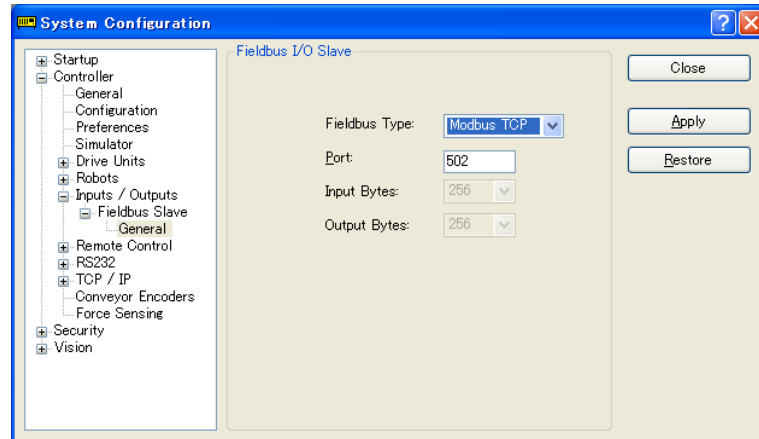 System Configuration
Startup
Controller
General
Configuration
Preferences
Simulator
Drive Units
Robots
Inputs / Outputs
Fieldbus Slave
General
Remote Control
RS232
TCP / IP
Conveyor Encoders
Force Sensing
Security
Vision
Fieldbus I/O Slave
Fieldbus Type: Modbus TCP
Port: 502
Input Bytes: 256
Output Bytes: 256
Close
Apply
Restore